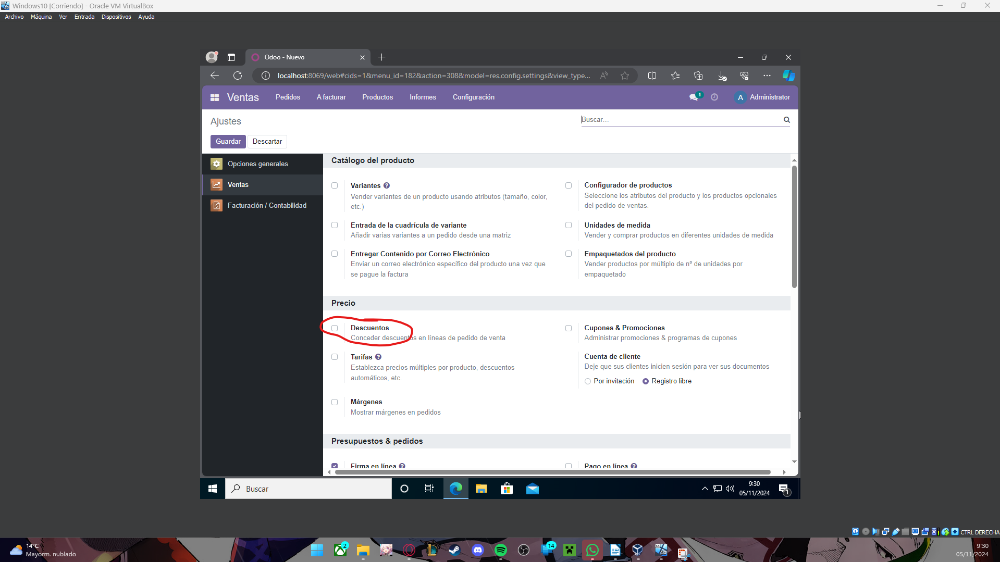 Windows10 [Corriendo] - Oracle VM VirtualBox
Archivo Máquina Ver Entrada Dispositivos Ayuda
Odoo - Nuevo
localhost:8069/web#cids=1&menu_id=182&action=308&model=res.config.settings&view_type...
Ventas Pedidos A facturar Productos Informes Configuración 1 A Administrator
Ajustes
Buscar...
Guardar Descartar
Opciones generales
Ventas
Facturación / Contabilidad
Catálogo del producto
Variantes
Vender variantes de un producto usando atributos (tamaño, color,
etc.)
Configurador de productos
Seleccione los atributos del producto y los productos opcionales
del pedido de ventas.
Entrada de la cuadrícula de variante
Añadir varias variantes a un pedido desde una matriz
Unidades de medida
Vender y comprar productos en diferentes unidades de medida
Entregar Contenido por Correo Electrónico
Enviar un correo electrónico específico del producto una vez que
se pague la factura
Empaquetados del producto
Vender productos por múltiplo de nº de unidades por
empaquetado
Precio
Descuentos
Conceder descuentos en líneas de pedido de venta
Cupones & Promociones
Administrar promociones & programas de cupones
Tarifas
Establezca precios múltiples por producto, descuentos
automáticos, etc.
Cuenta de cliente
Deje que sus clientes inicien sesión para ver sus documentos
Por invitación Registro libre
Márgenes
Mostrar márgenes en pedidos
Presupuestos & pedidos
Firma en línea
Pago en línea
Buscar
9:30
05/11/2024
1
CTRL DERECHA
14°C
Mayorm. nublado
2
14
9:30
05/11/2024